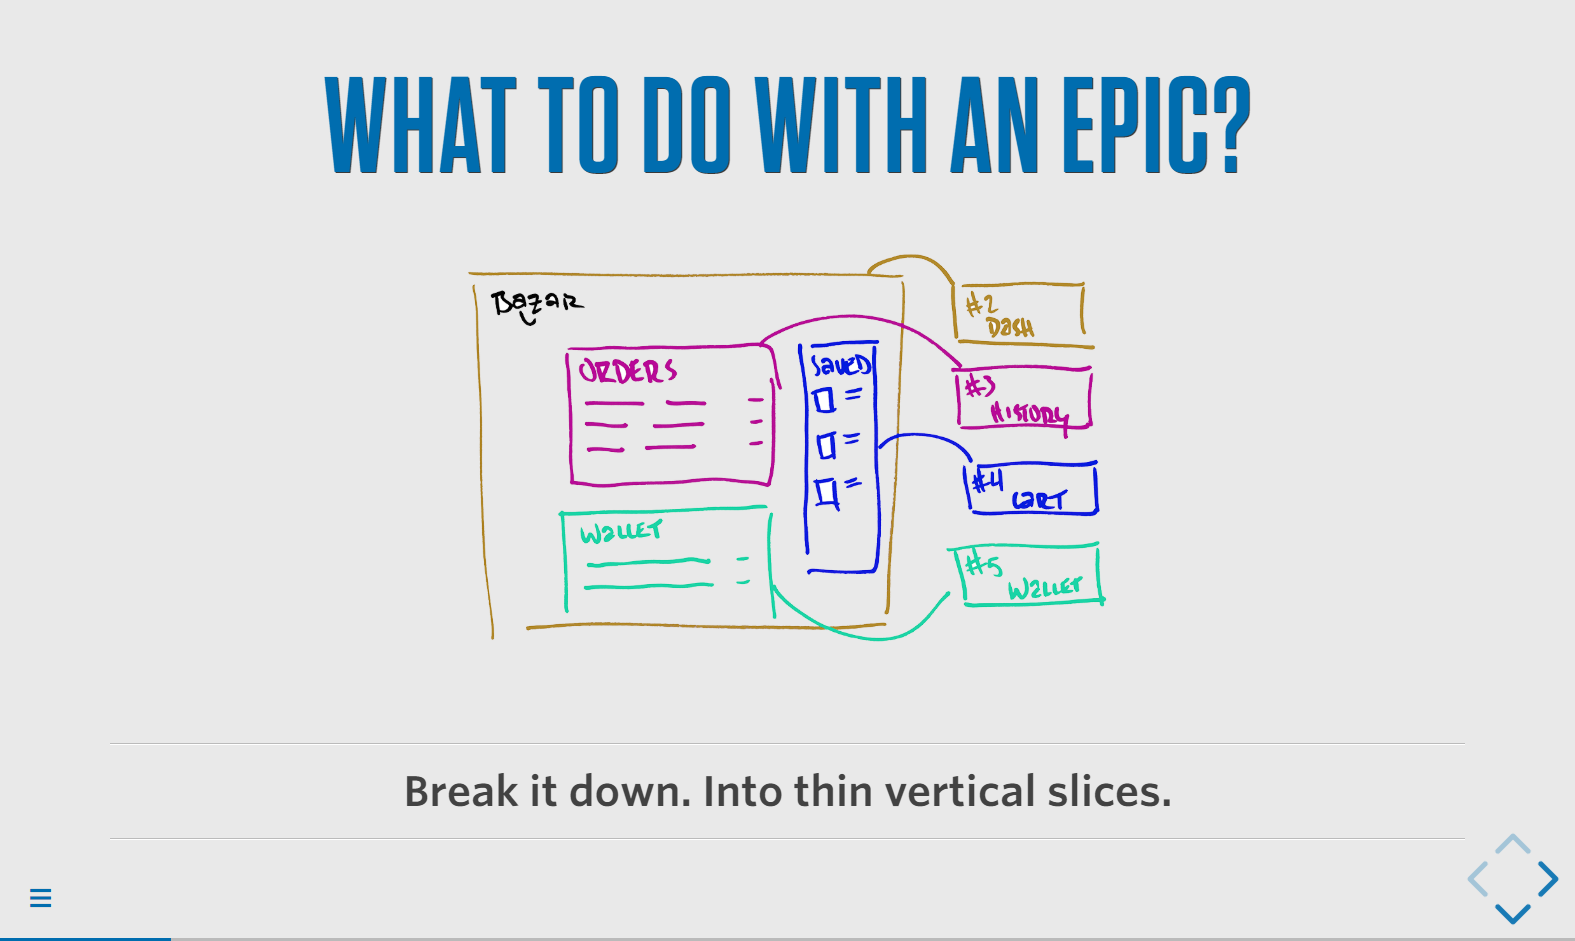 WHAT TO DO WITH AN EPIC?
Bazar
ORDERS
SAVED
WALLET
#2
DASH
#3
HISTORY
#4
CART
#5
WALLET
Break it down. Into thin vertical slices.